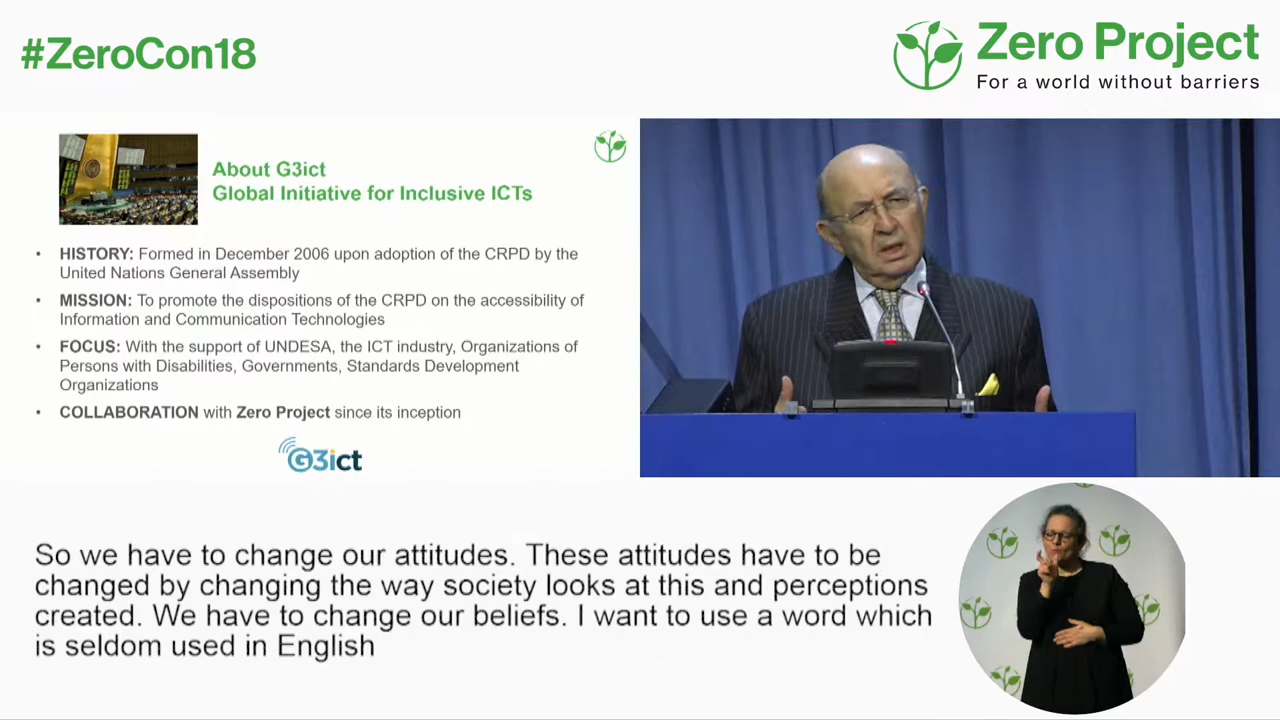 #ZeroCon18
Zero Project
For a world without barriers
About G3ict
Global Initiative for Inclusive ICTs
• HISTORY: Formed in December 2006 upon adoption of the CRPD by the
United Nations General Assembly
• MISSION: To promote the dispositions of the CRPD on the accessibility of
Information and Communication Technologies
• FOCUS: With the support of UNDESA, the ICT industry, Organizations of
Persons with Disabilities, Governments, Standards Development
Organizations
• COLLABORATION with Zero Project since its inception
G3ict
So we have to change our attitudes. These attitudes have to be
changed by changing the way society looks at this and perceptions
created. We have to change our beliefs. I want to use a word which
is seldom used in English